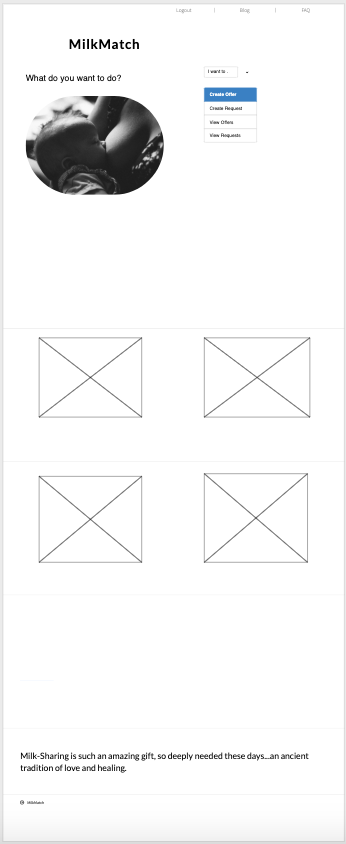 Logout | Blog | FAQ
MilkMatch
What do you want to do?
I want to ..
Create Offer
Create Request
View Offers
View Requests
Milk-Sharing is such an amazing gift, so deeply needed these days...an ancient
tradition of love and healing.
© MilkMatch